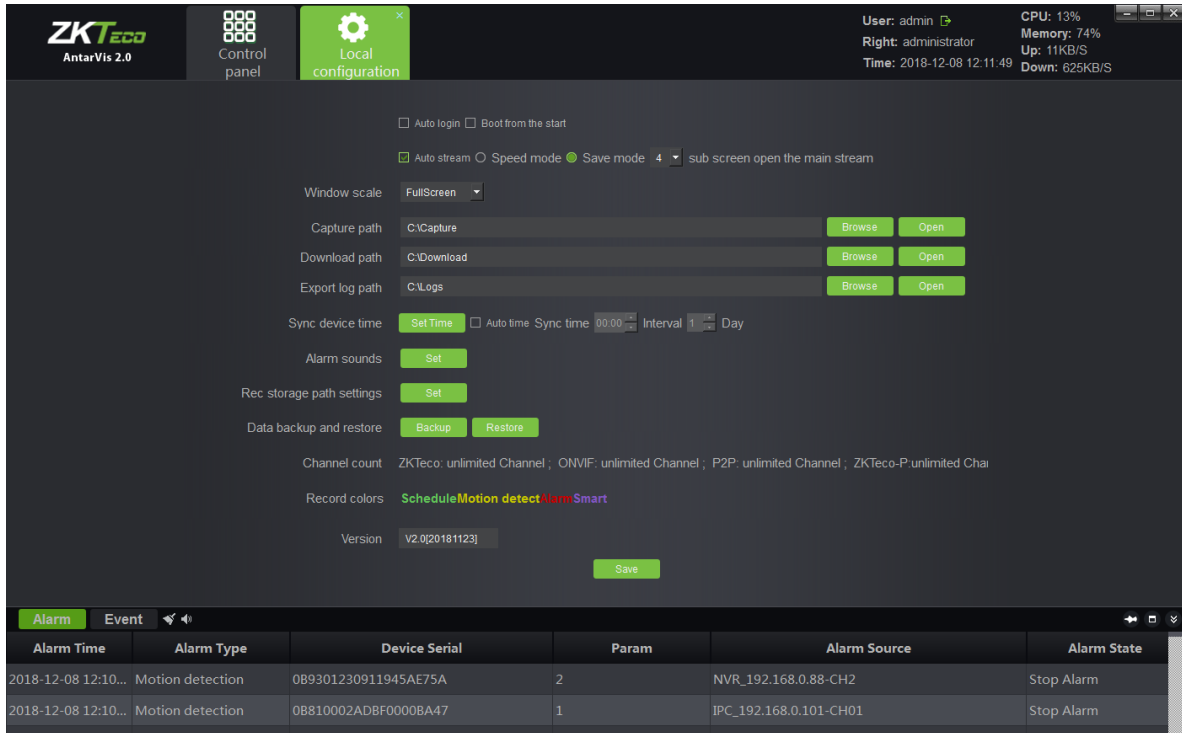 ZKTECO
AntarVis 2.0
Control
panel
Local
configuration
User: admin
Right: administrator
Time: 2018-12-08 12:11:49
CPU: 13%
Memory: 74%
Up: 11KB/S
Down: 625KB/S
Auto login Boot from the start
Auto stream Speed mode Save mode 4 sub screen open the main stream
Window scale FullScreen
Capture path C:\Capture Browse Open
Download path C:\Download Browse Open
Export log path C:\Logs Browse Open
Sync device time Set Time Auto time Sync time 00:00 Interval 1 Day
Alarm sounds Set
Rec storage path settings Set
Data backup and restore Backup Restore
Channel count ZKTeco: unlimited Channel ; ONVIF: unlimited Channel ; P2P: unlimited Channel ; ZKTeco-P:unlimited Chai
Record colors ScheduleMotion detectAlarmSmart
Version V2.0[20181123]
Save
Alarm Event
Alarm Time Alarm Type Device Serial Param Alarm Source Alarm State
2018-12-08 12:10... Motion detection 0B9301230911945AE75A 2 NVR_192.168.0.88-CH2 Stop Alarm
2018-12-08 12:10... Motion detection 0B810002ADBF0000BA47 1 IPC_192.168.0.101-CH01 Stop Alarm